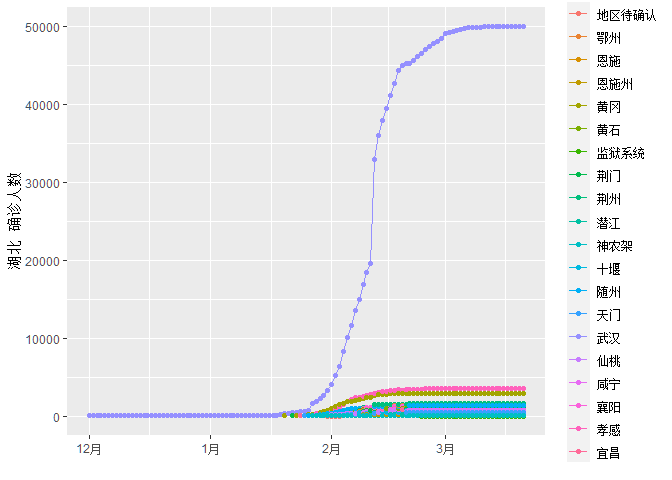 50000
40000
30000
20000
10000
0
湖北 确诊人数
12月
1月
2月
3月
地区待确认
鄂州
恩施
恩施州
黄冈
黄石
监狱系统
荆门
荆州
潜江
神农架
十堰
随州
天门
武汉
仙桃
咸宁
襄阳
孝感
宜昌